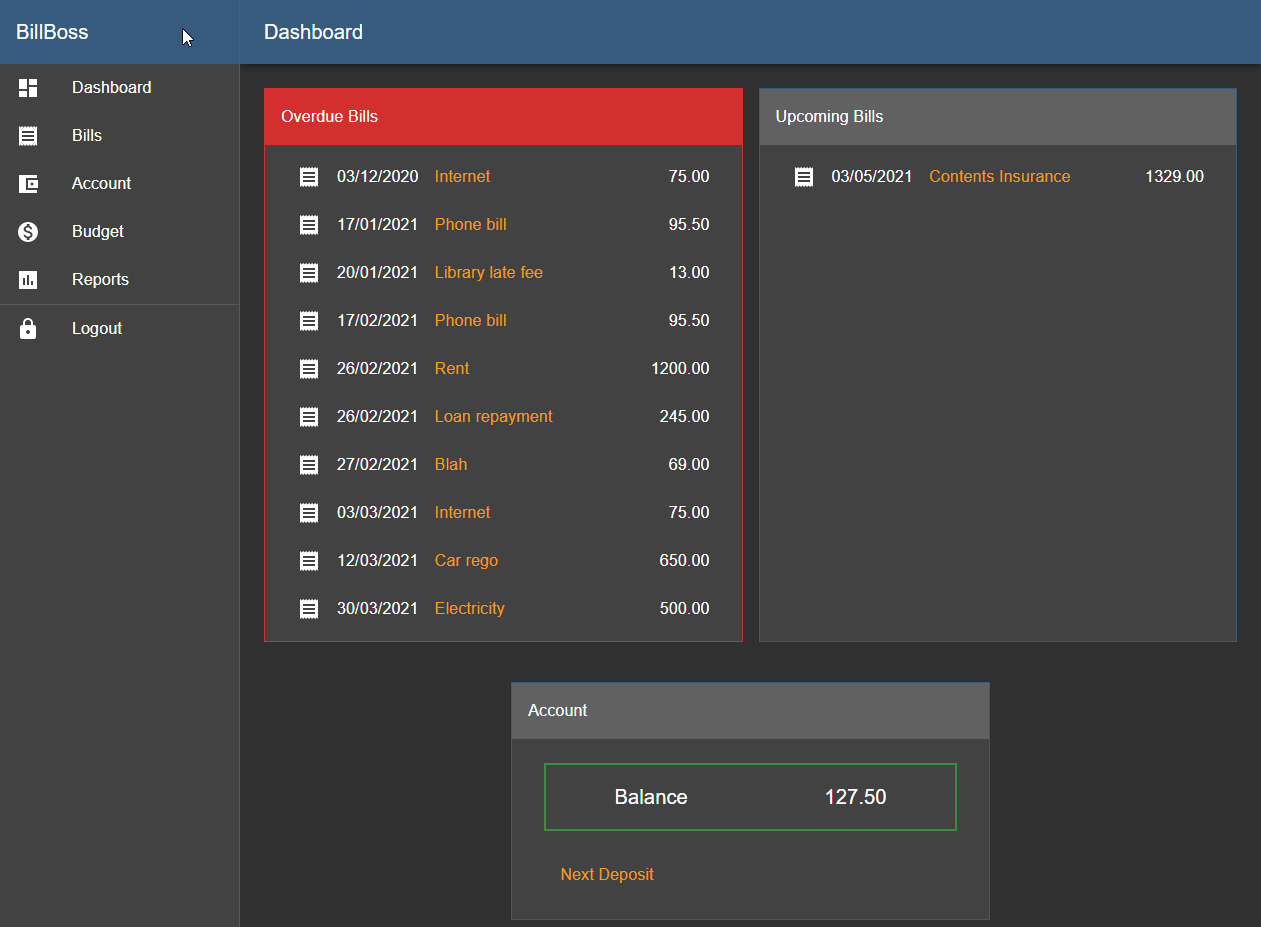 BillBoss
Dashboard
Dashboard
Bills
Account
Budget
Reports
Logout
Overdue Bills
03/12/2020 Internet 75.00
17/01/2021 Phone bill 95.50
20/01/2021 Library late fee 13.00
17/02/2021 Phone bill 95.50
26/02/2021 Rent 1200.00
26/02/2021 Loan repayment 245.00
27/02/2021 Blah 69.00
03/03/2021 Internet 75.00
12/03/2021 Car rego 650.00
30/03/2021 Electricity 500.00
Upcoming Bills
03/05/2021 Contents Insurance 1329.00
Account
Balance 127.50
Next Deposit